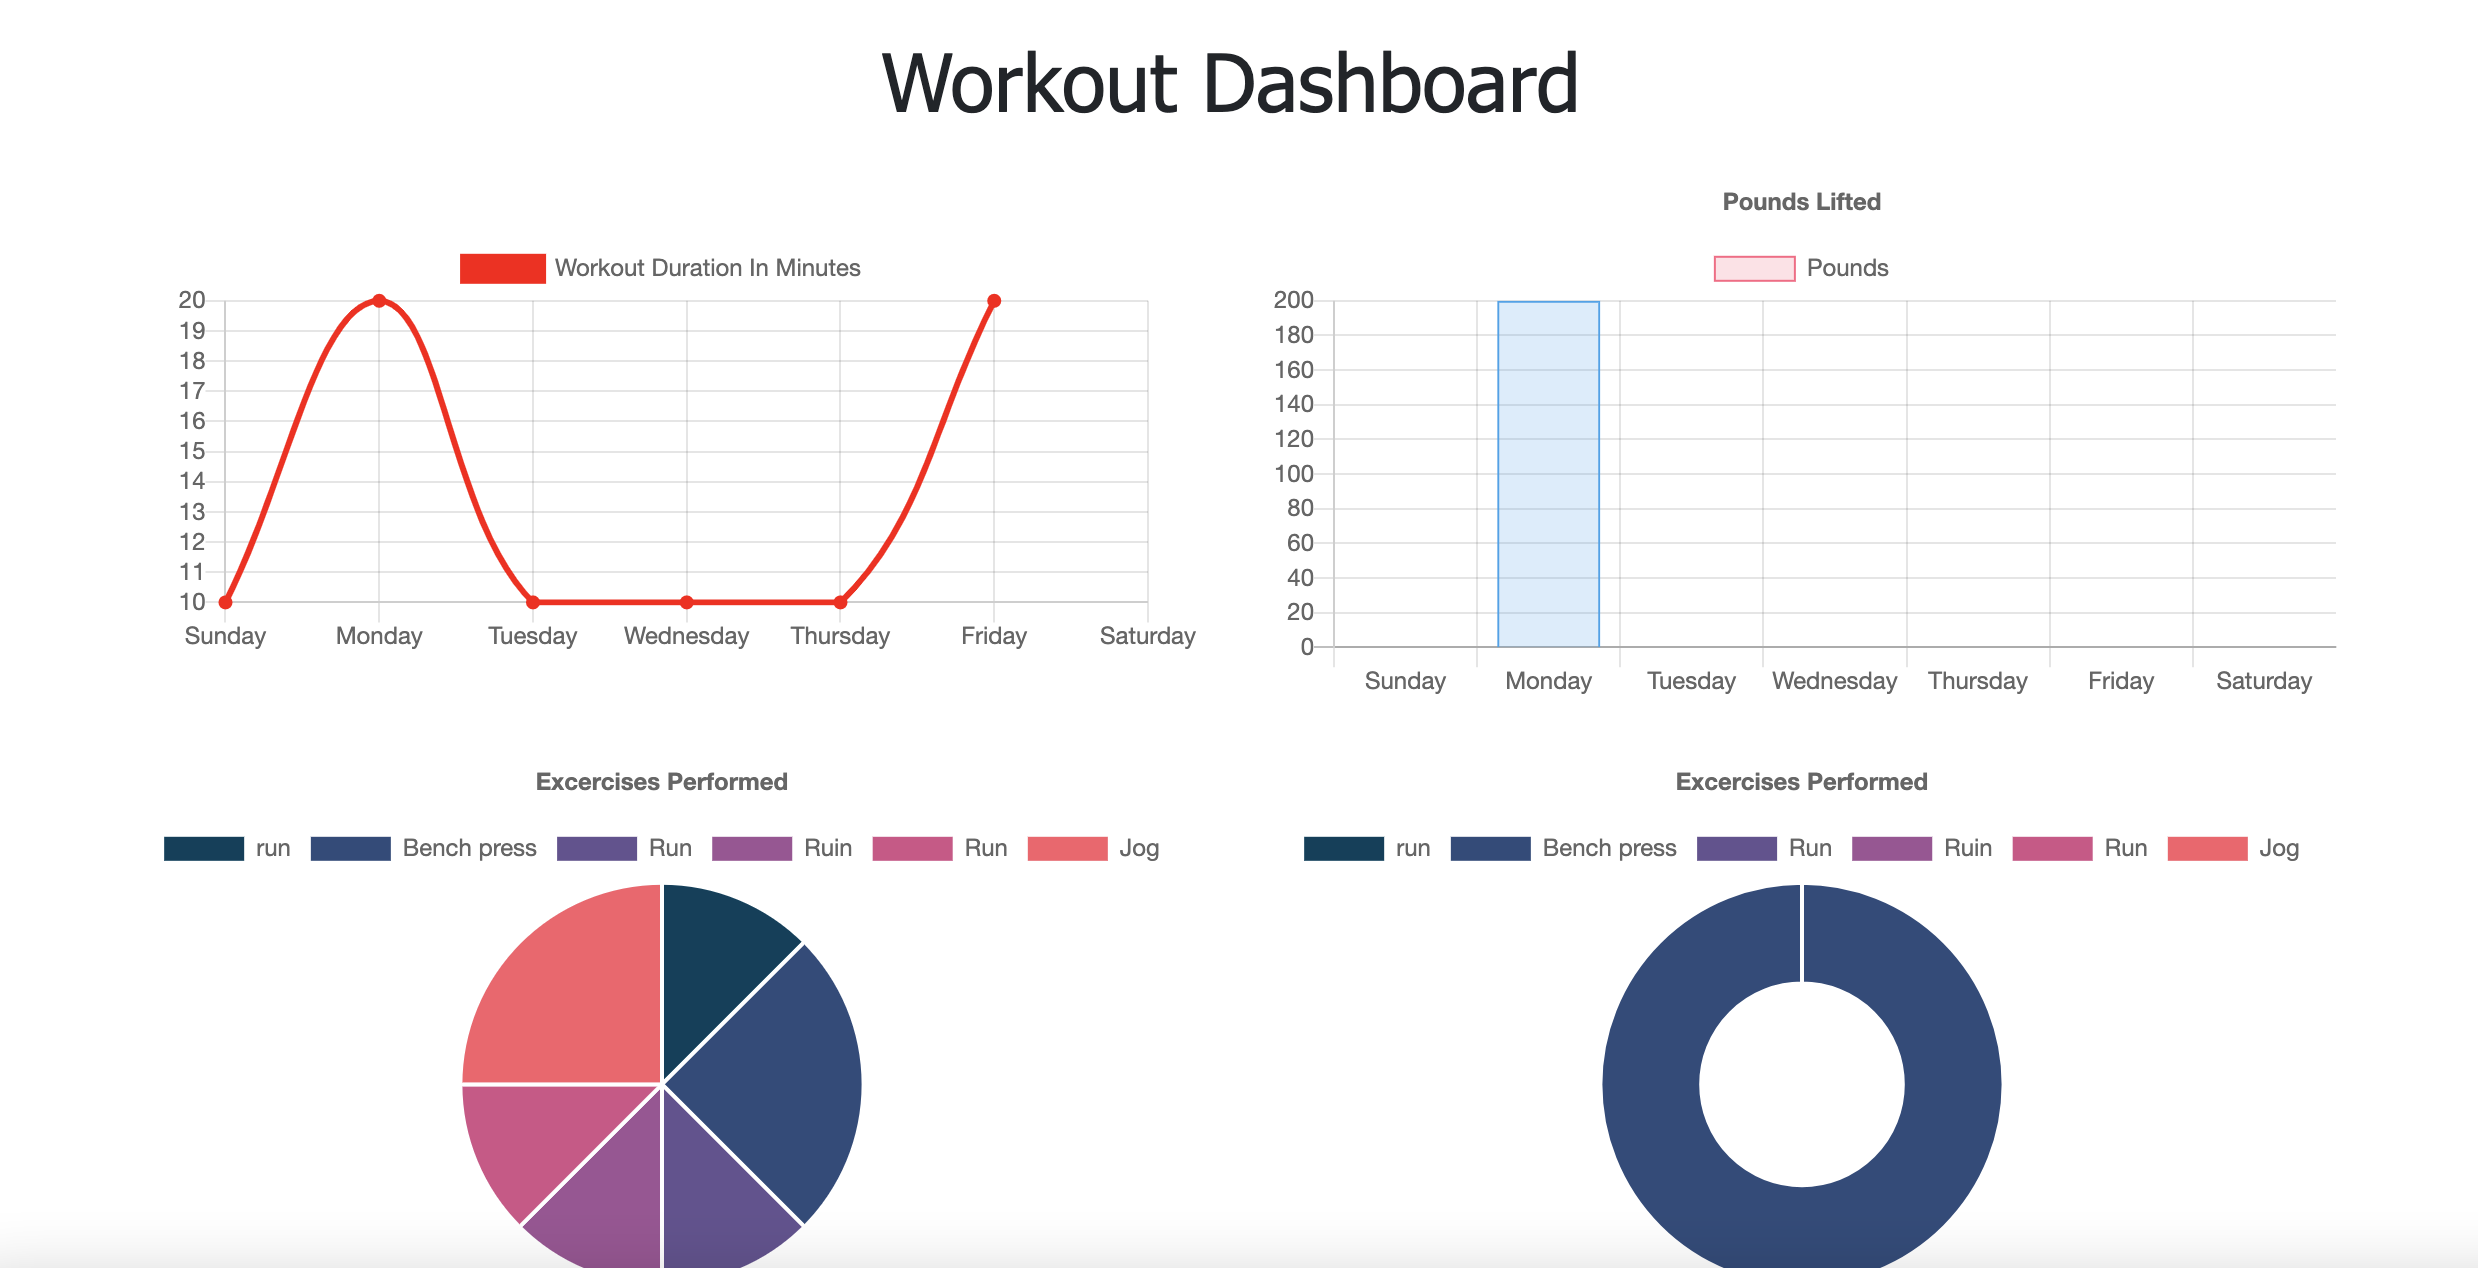 Workout Dashboard
Workout Duration In Minutes
20
19
18
17
16
15
14
13
12
11
10
Sunday Monday Tuesday Wednesday Thursday Friday Saturday
Pounds Lifted
Pounds
200
180
160
140
120
100
80
60
40
20
0
Sunday Monday Tuesday Wednesday Thursday Friday Saturday
Excercises Performed
run Bench press Run Ruin Run Jog
Excercises Performed
run Bench press Run Ruin Run Jog